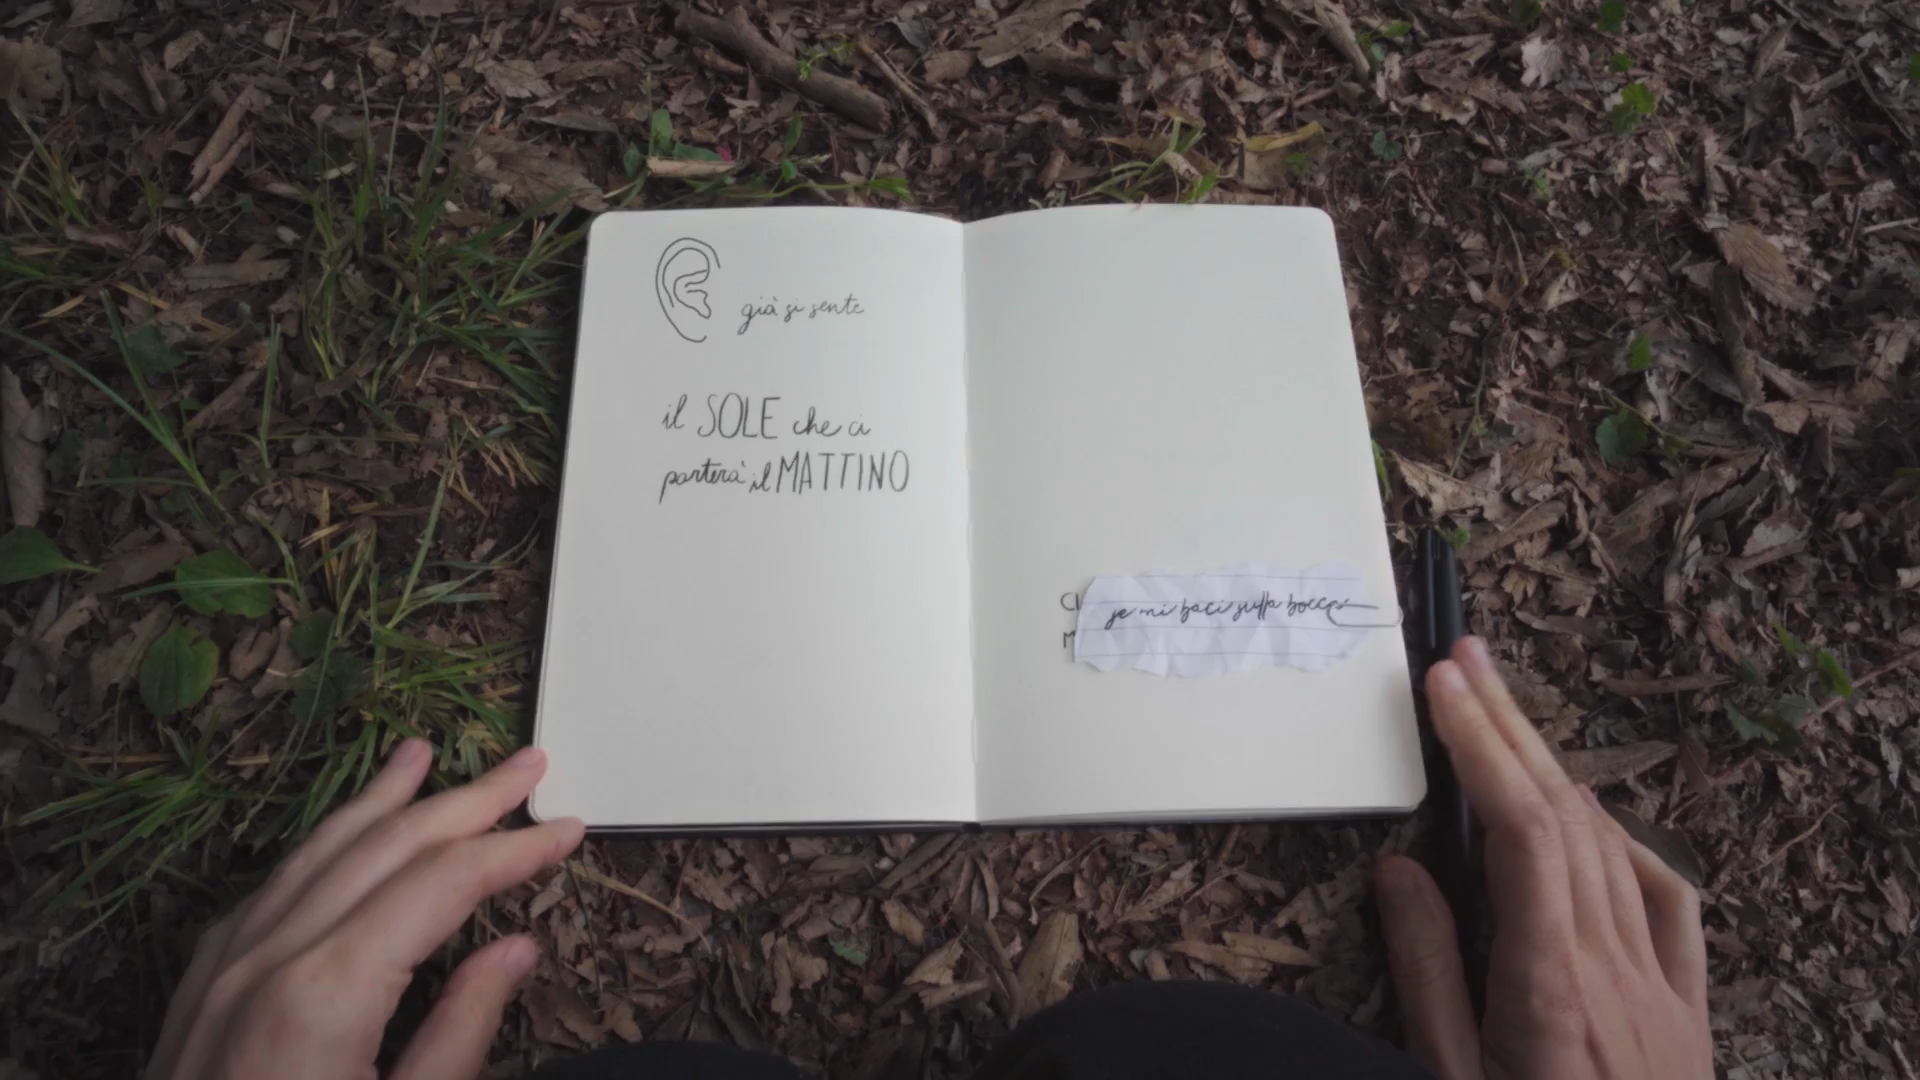 già si sente
il SOLE che ci
porterà il MATTINO
se mi baci sulla bocca